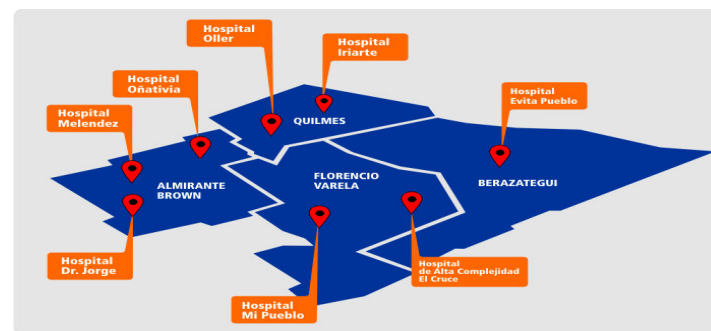 Hospital
Oller
Hospital
Iriarte
Hospital
Oñativia
Hospital
Melendez
Hospital
Evita Pueblo
QUILMES
ALMIRANTE
BROWN
FLORENCIO
VARELA
BERAZATEGUI
Hospital
Dr. Jorge
Hospital
Mi Pueblo
Hospital
de Alta Complejidad
El Cruce